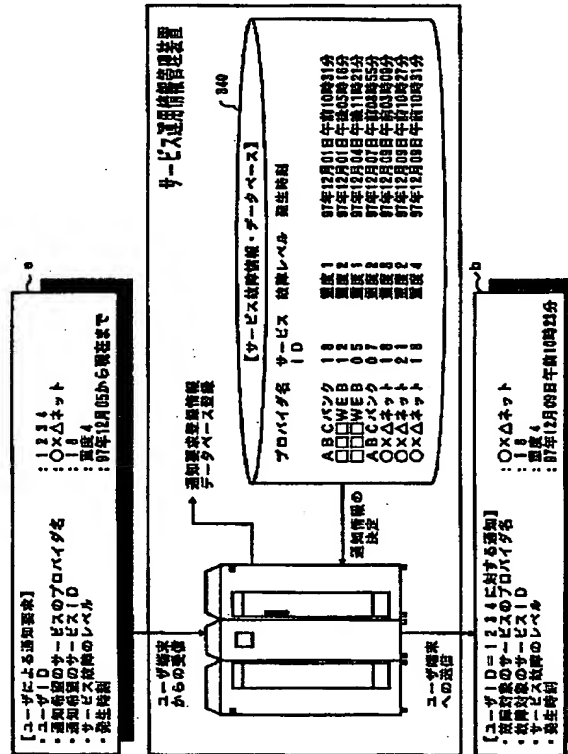 【ユーザによる通知要求】
・ユーザID :1234
・通知希望のサービスのプロバイダ名 :○×△ネット
・通知希望のサービスID :18
・サービス故障のレベル :重度4
・発生時刻 :97年12月05から現在まで
a
ユーザ端末
からの受信
通知要求登録情報
データベース登録
サービス運用情報管理装置
840
【サービス故障情報・データベース】
プロバイダ名 サービスID 故障レベル 発生時刻
ABCバンク 18 重度1 97年12月01日午前10時31分
□□WEB 12 重度2 97年12月01日午後05時16分
□□WEB 05 重度1 97年12月04日午後11時21分
ABCバンク 07 重度2 97年12月07日午前08時55分
○×△ネット 18 重度3 97年12月09日午前03時09分
○×△ネット 21 重度2 97年12月09日午前10時27分
○×△ネット 18 重度4 97年12月09日午前10時31分
通知情報の
決定
ユーザ端末
への送信
b
【ユーザID=1234に対する通知】
・故障対象のサービスのプロバイダ名 :○×△ネット
・故障対象のサービスID :18
・サービス故障のレベル :重度4
・発生時刻 :97年12月09日午前10時23分